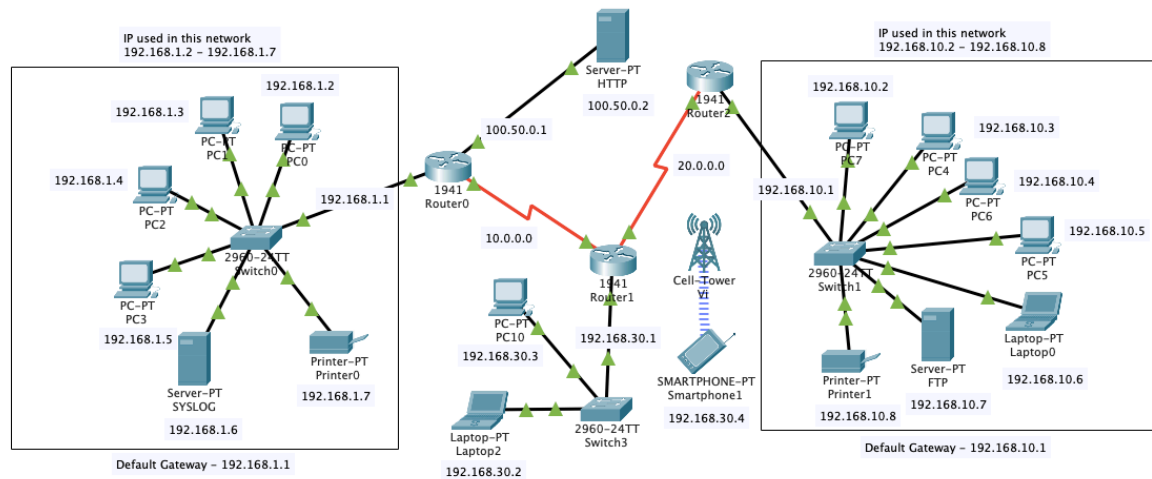 IP used in this network
192.168.1.2 - 192.168.1.7
192.168.1.2
192.168.1.3
PC-PT
PC1
PC-PT
PC0
192.168.1.4
PC-PT
PC2
192.168.1.1
2960-24TT
Switch0
PC-PT
PC3
192.168.1.5
Server-PT
SYSLOG
192.168.1.6
Printer-PT
Printer0
192.168.1.7
Default Gateway - 192.168.1.1
Server-PT
HTTP
100.50.0.2
100.50.0.1
1941
Router0
10.0.0.0
1941
Router2
20.0.0.0
1941
Router1
Cell-Tower
PC-PT
PC10
192.168.30.3
192.168.30.1
SMARTPHONE-PT
Smartphone1
192.168.30.4
Laptop-PT
Laptop2
192.168.30.2
2960-24TT
Switch3
IP used in this network
192.168.10.2 - 192.168.10.8
192.168.10.2
PC-PT
PC7
192.168.10.3
PC-PT
PC4
192.168.10.4
PC-PT
PC6
192.168.10.1
192.168.10.5
PC-PT
PC5
2960-24TT
Switch1
Laptop-PT
Laptop0
192.168.10.6
Server-PT
FTP
192.168.10.7
Printer-PT
Printer1
192.168.10.8
Default Gateway - 192.168.10.1